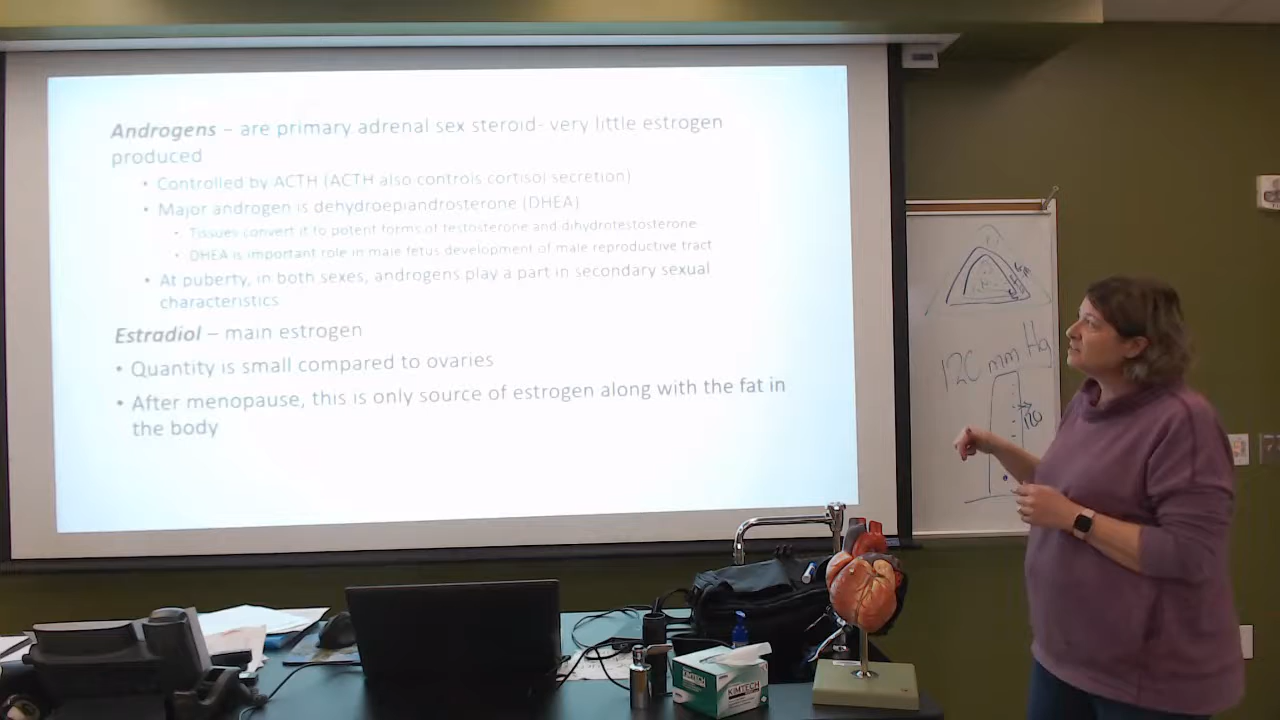 Androgens – are primary adrenal sex steroid- very little estrogen
produced
• Controlled by ACTH (ACTH also controls cortisol secretion)
• Major androgen is dehydroepiandrosterone (DHEA)
• Tissues convert it to potent forms of testosterone and dihydrotestosterone
• DHEA is important role in male fetus development of male reproductive tract
• At puberty, in both sexes, androgens play a part in secondary sexual
characteristics
Estradiol – main estrogen
• Quantity is small compared to ovaries
• After menopause, this is only source of estrogen along with the fat in
the body
120 mm Hg
120
KIMTECH
KIMTECH